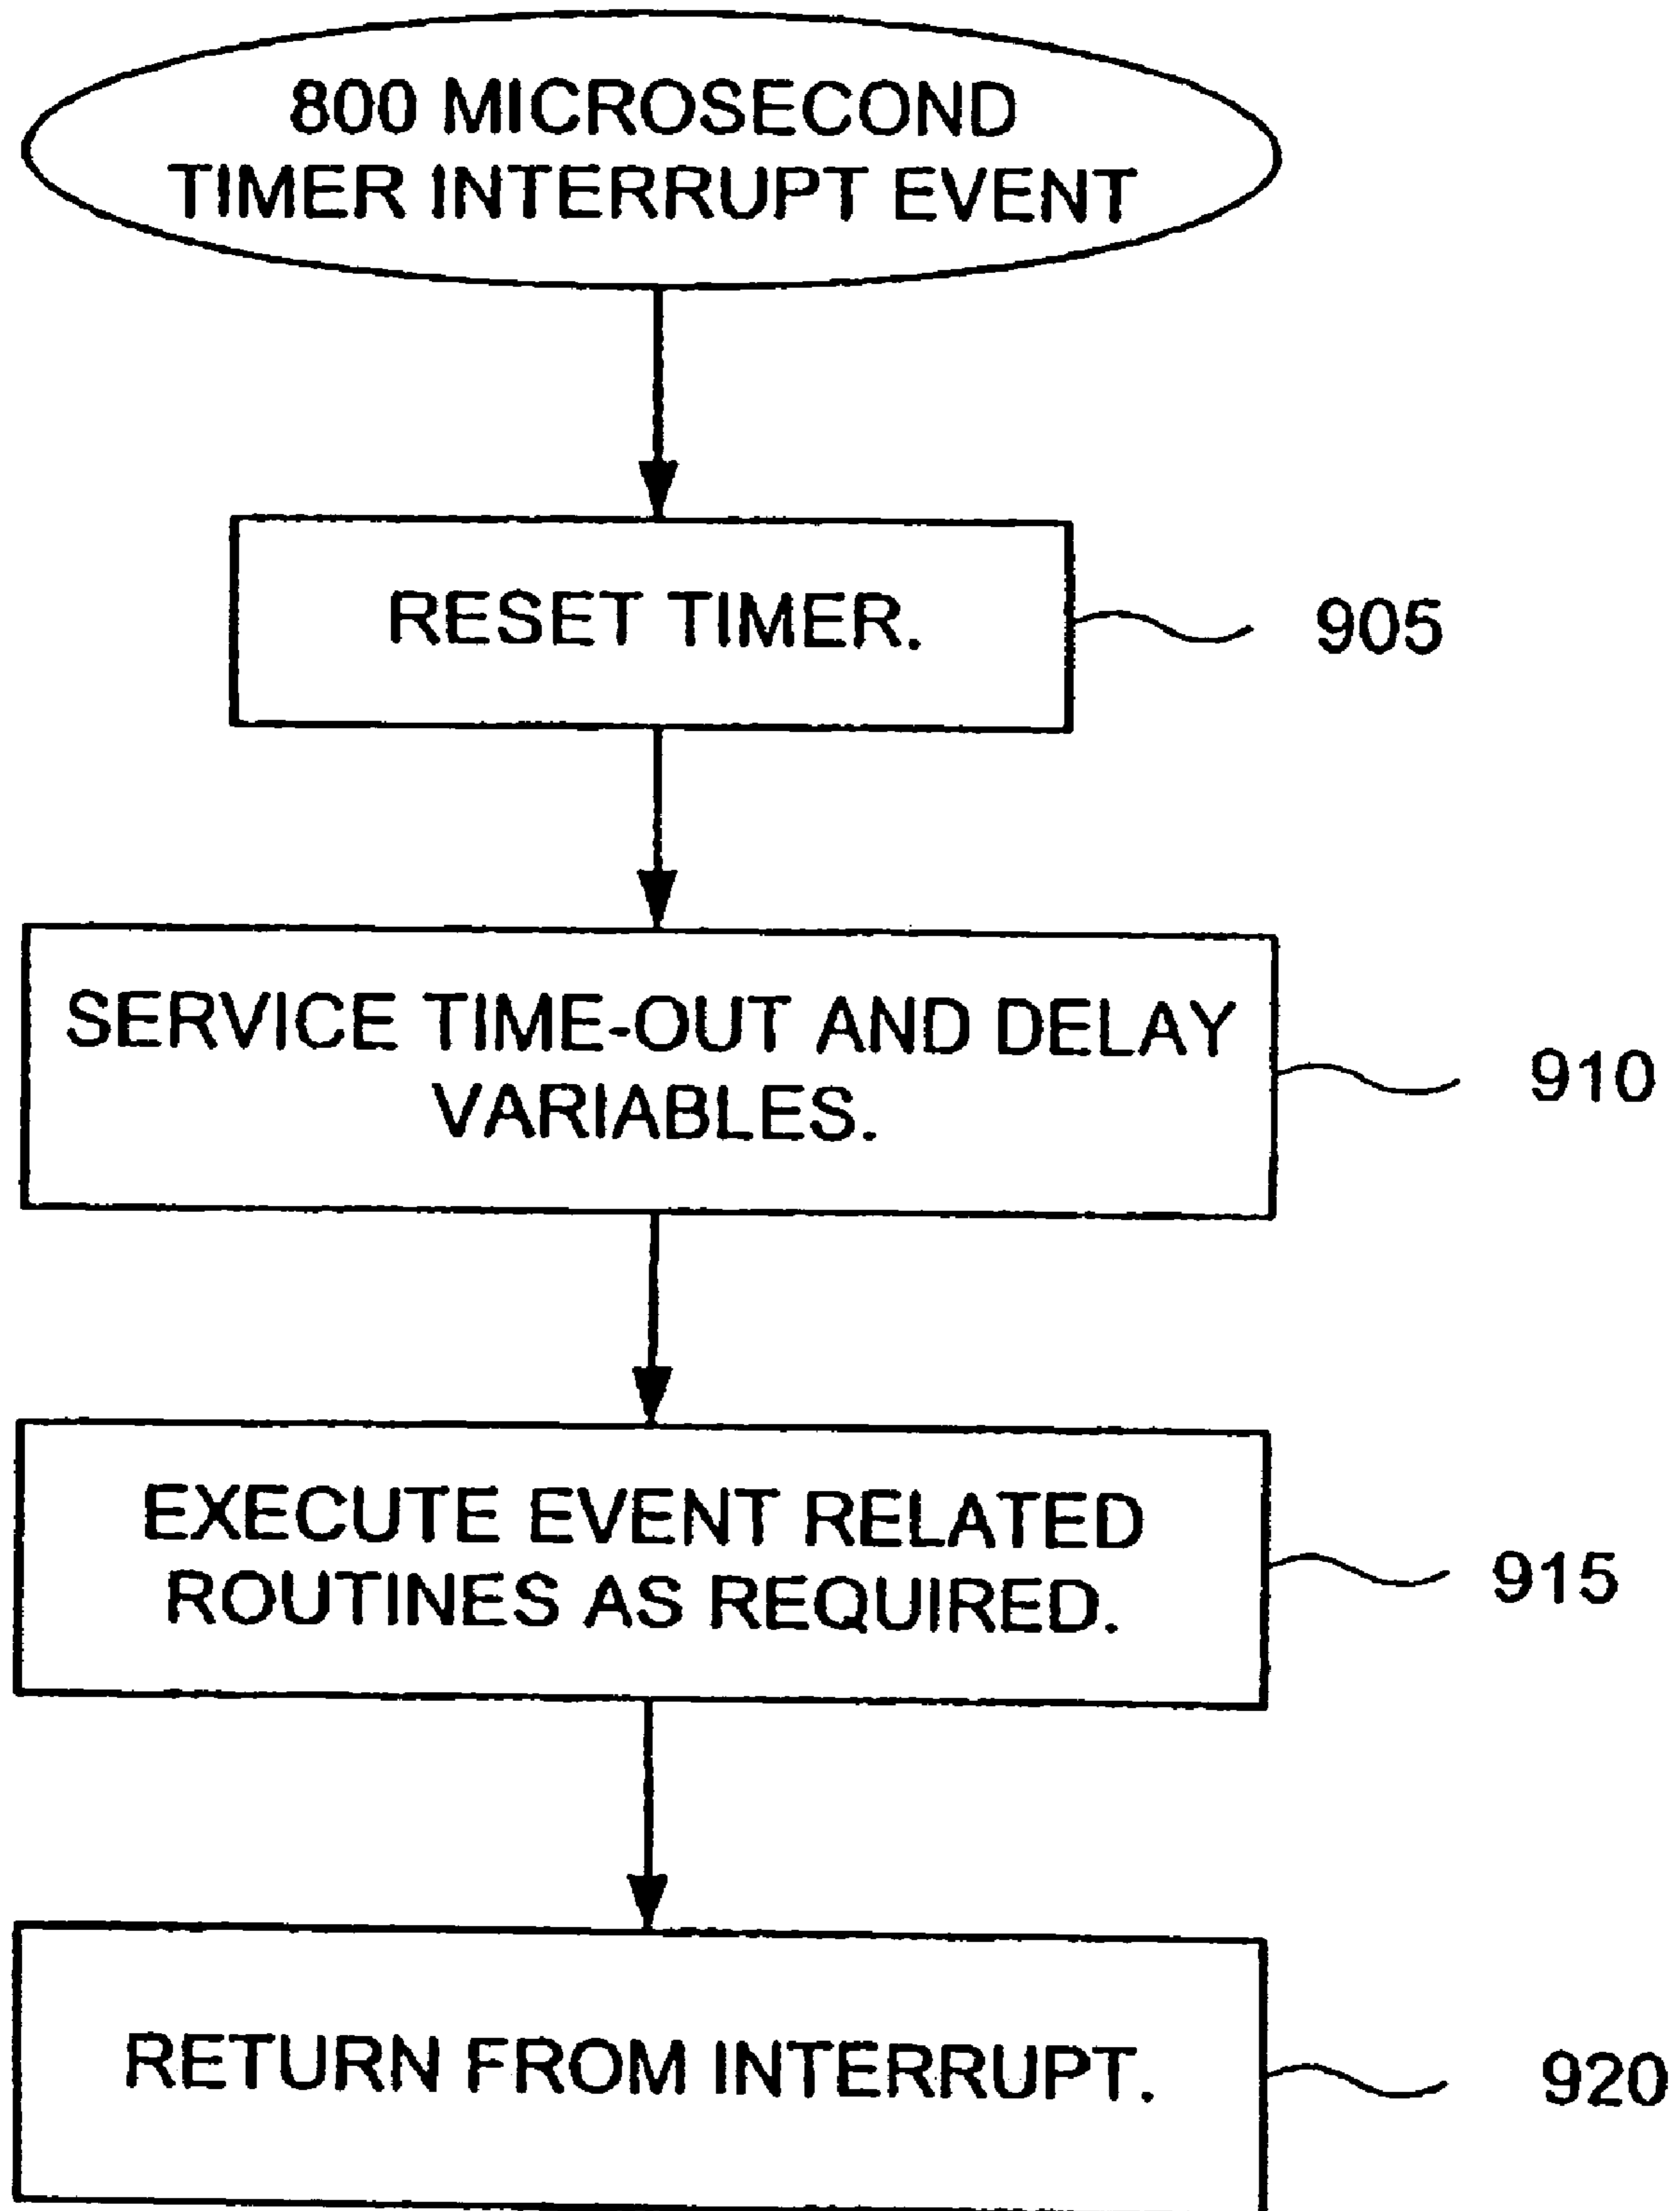 800 MICROSECOND
TIMER INTERRUPT EVENT
RESET TIMER.
905
SERVICE TIME-OUT AND DELAY
VARIABLES.
910
EXECUTE EVENT RELATED
ROUTINES AS REQUIRED.
915
RETURN FROM INTERRUPT.
920